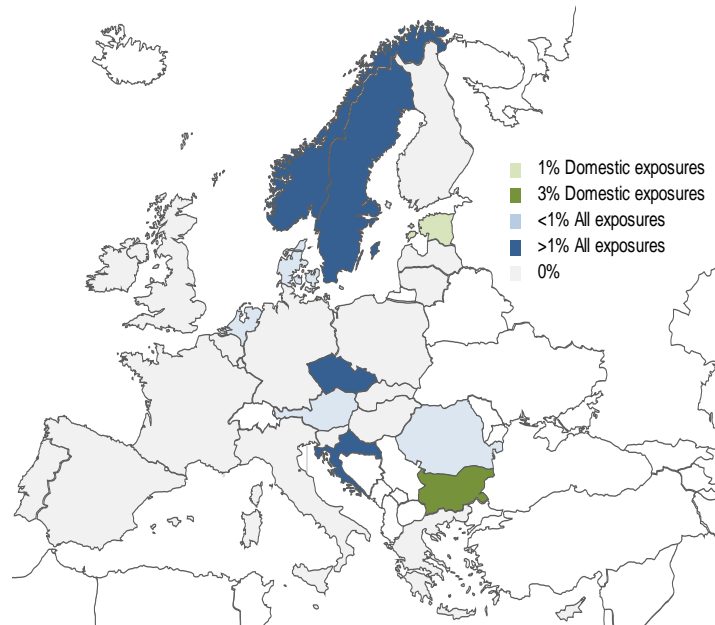 1% Domestic exposures
3% Domestic exposures
<1% All exposures
>1% All exposures
0%